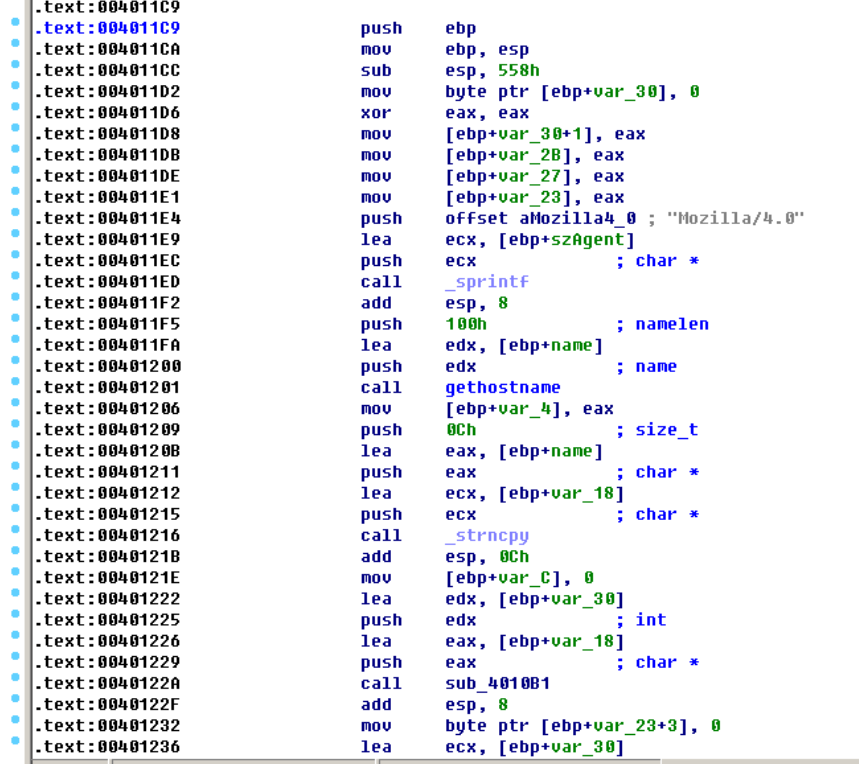 .text:004011C9
.text:004011C9 push ebp
.text:004011CA mov ebp, esp
.text:004011CC sub esp, 558h
.text:004011D2 mov byte ptr [ebp+var_30], 0
.text:004011D6 xor eax, eax
.text:004011D8 mov [ebp+var_30+1], eax
.text:004011DB mov [ebp+var_2B], eax
.text:004011DE mov [ebp+var_27], eax
.text:004011E1 mov [ebp+var_23], eax
.text:004011E4 push offset aMozilla4_0 ; "Mozilla/4.0"
.text:004011E9 lea ecx, [ebp+szAgent]
.text:004011EC push ecx ; char *
.text:004011ED call _sprintf
.text:004011F2 add esp, 8
.text:004011F5 push 100h ; namelen
.text:004011FA lea edx, [ebp+name]
.text:00401200 push edx ; name
.text:00401201 call gethostname
.text:00401206 mov [ebp+var_4], eax
.text:00401209 push 0Ch ; size_t
.text:0040120B lea eax, [ebp+name]
.text:00401211 push eax ; char *
.text:00401212 lea ecx, [ebp+var_18]
.text:00401215 push ecx ; char *
.text:00401216 call _strncpy
.text:0040121B add esp, 0Ch
.text:0040121E mov [ebp+var_C], 0
.text:00401222 lea edx, [ebp+var_30]
.text:00401225 push edx ; int
.text:00401226 lea eax, [ebp+var_18]
.text:00401229 push eax ; char *
.text:0040122A call sub_4010B1
.text:0040122F add esp, 8
.text:00401232 mov byte ptr [ebp+var_23+3], 0
.text:00401236 lea ecx, [ebp+var_30]